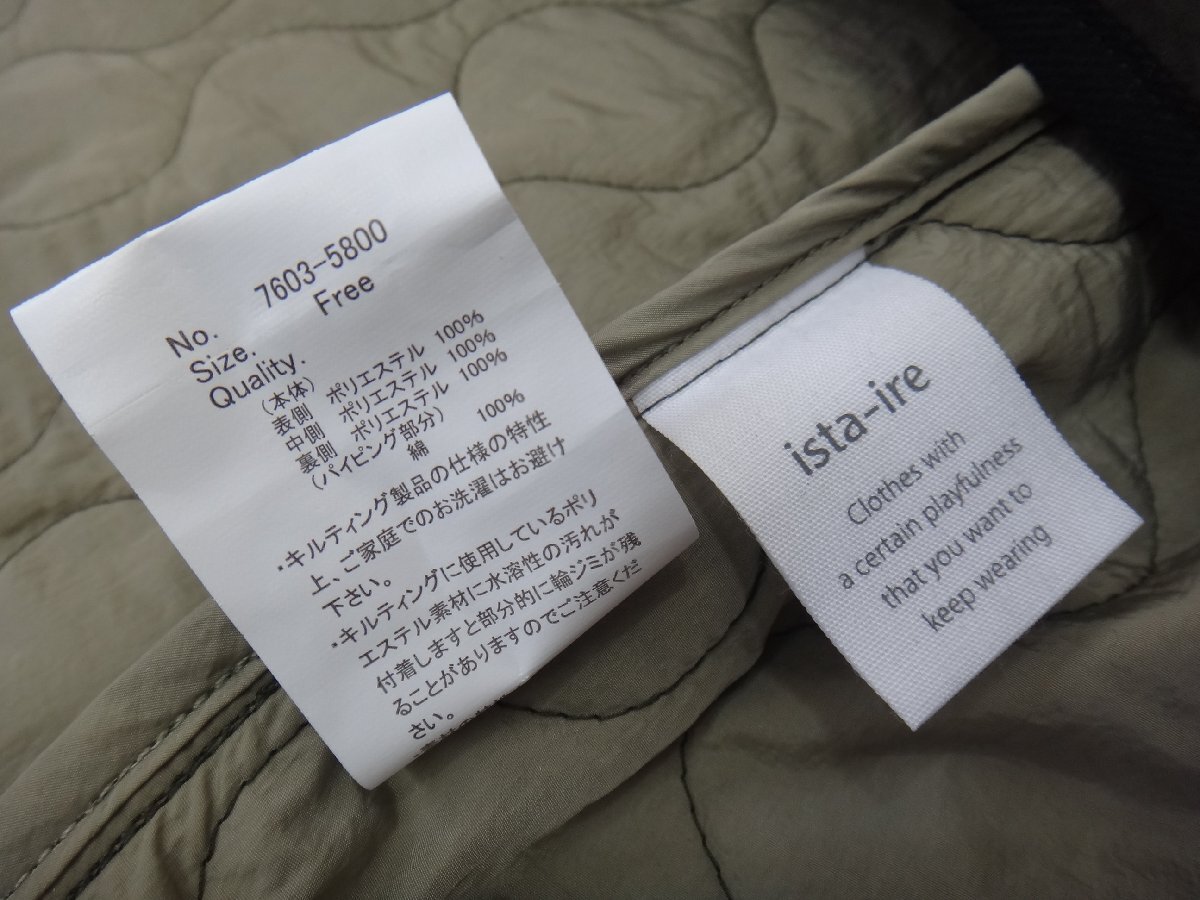 No. 7603-5800
Size. Free
Quality.
(本体)
表側 ポリエステル 100%
中側 ポリエステル 100%
裏側 ポリエステル 100%
(パイピング部分)
綿 100%
・キルティング製品の仕様の特性
上、ご家庭でのお洗濯はお避け
下さい。
・キルティングに使用しているポリ
エステル素材に水溶性の汚れが
付着しますと部分的に輪ジミが残
ることがありますのでご注意くだ
さい。
ista-ire
Clothes with
a certain playfulness
that you want to
keep wearing